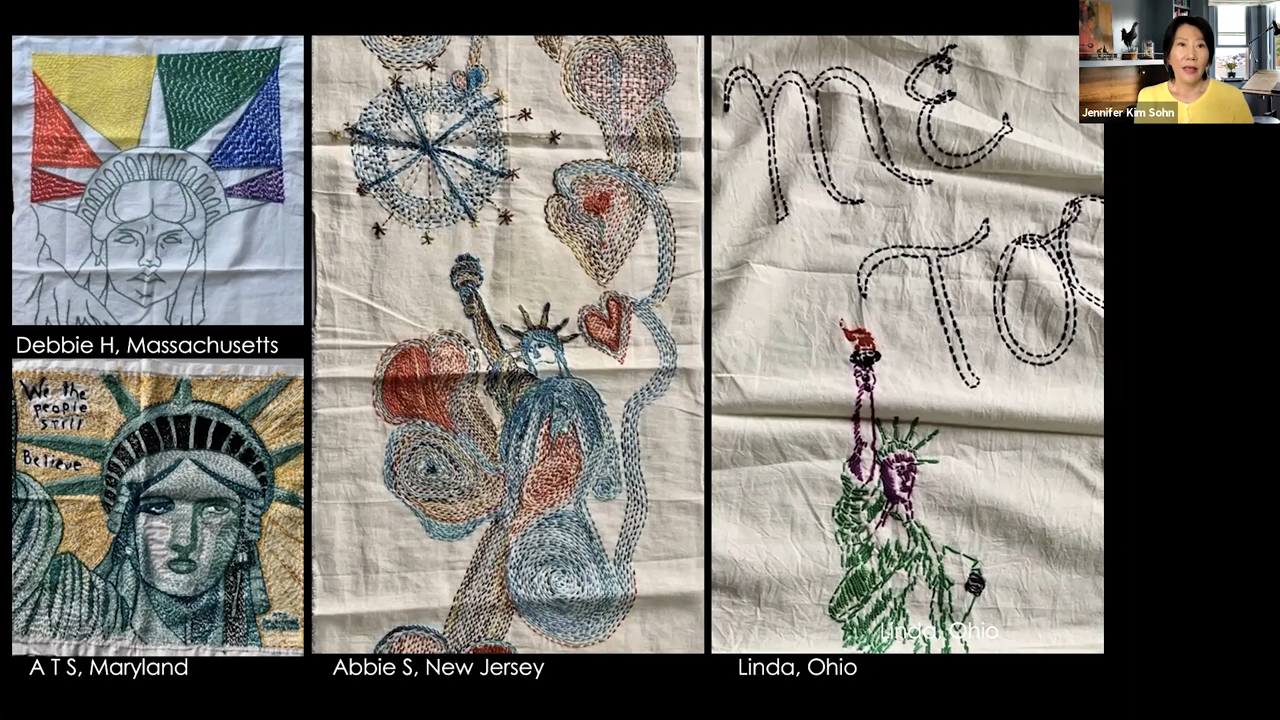 Jennifer Kim Sohn
Debbie H, Massachusetts
We the
people
still
Believe
A T S, Maryland
Abbie S, New Jersey
me
TO
Linda, Ohio
Linda, Ohio